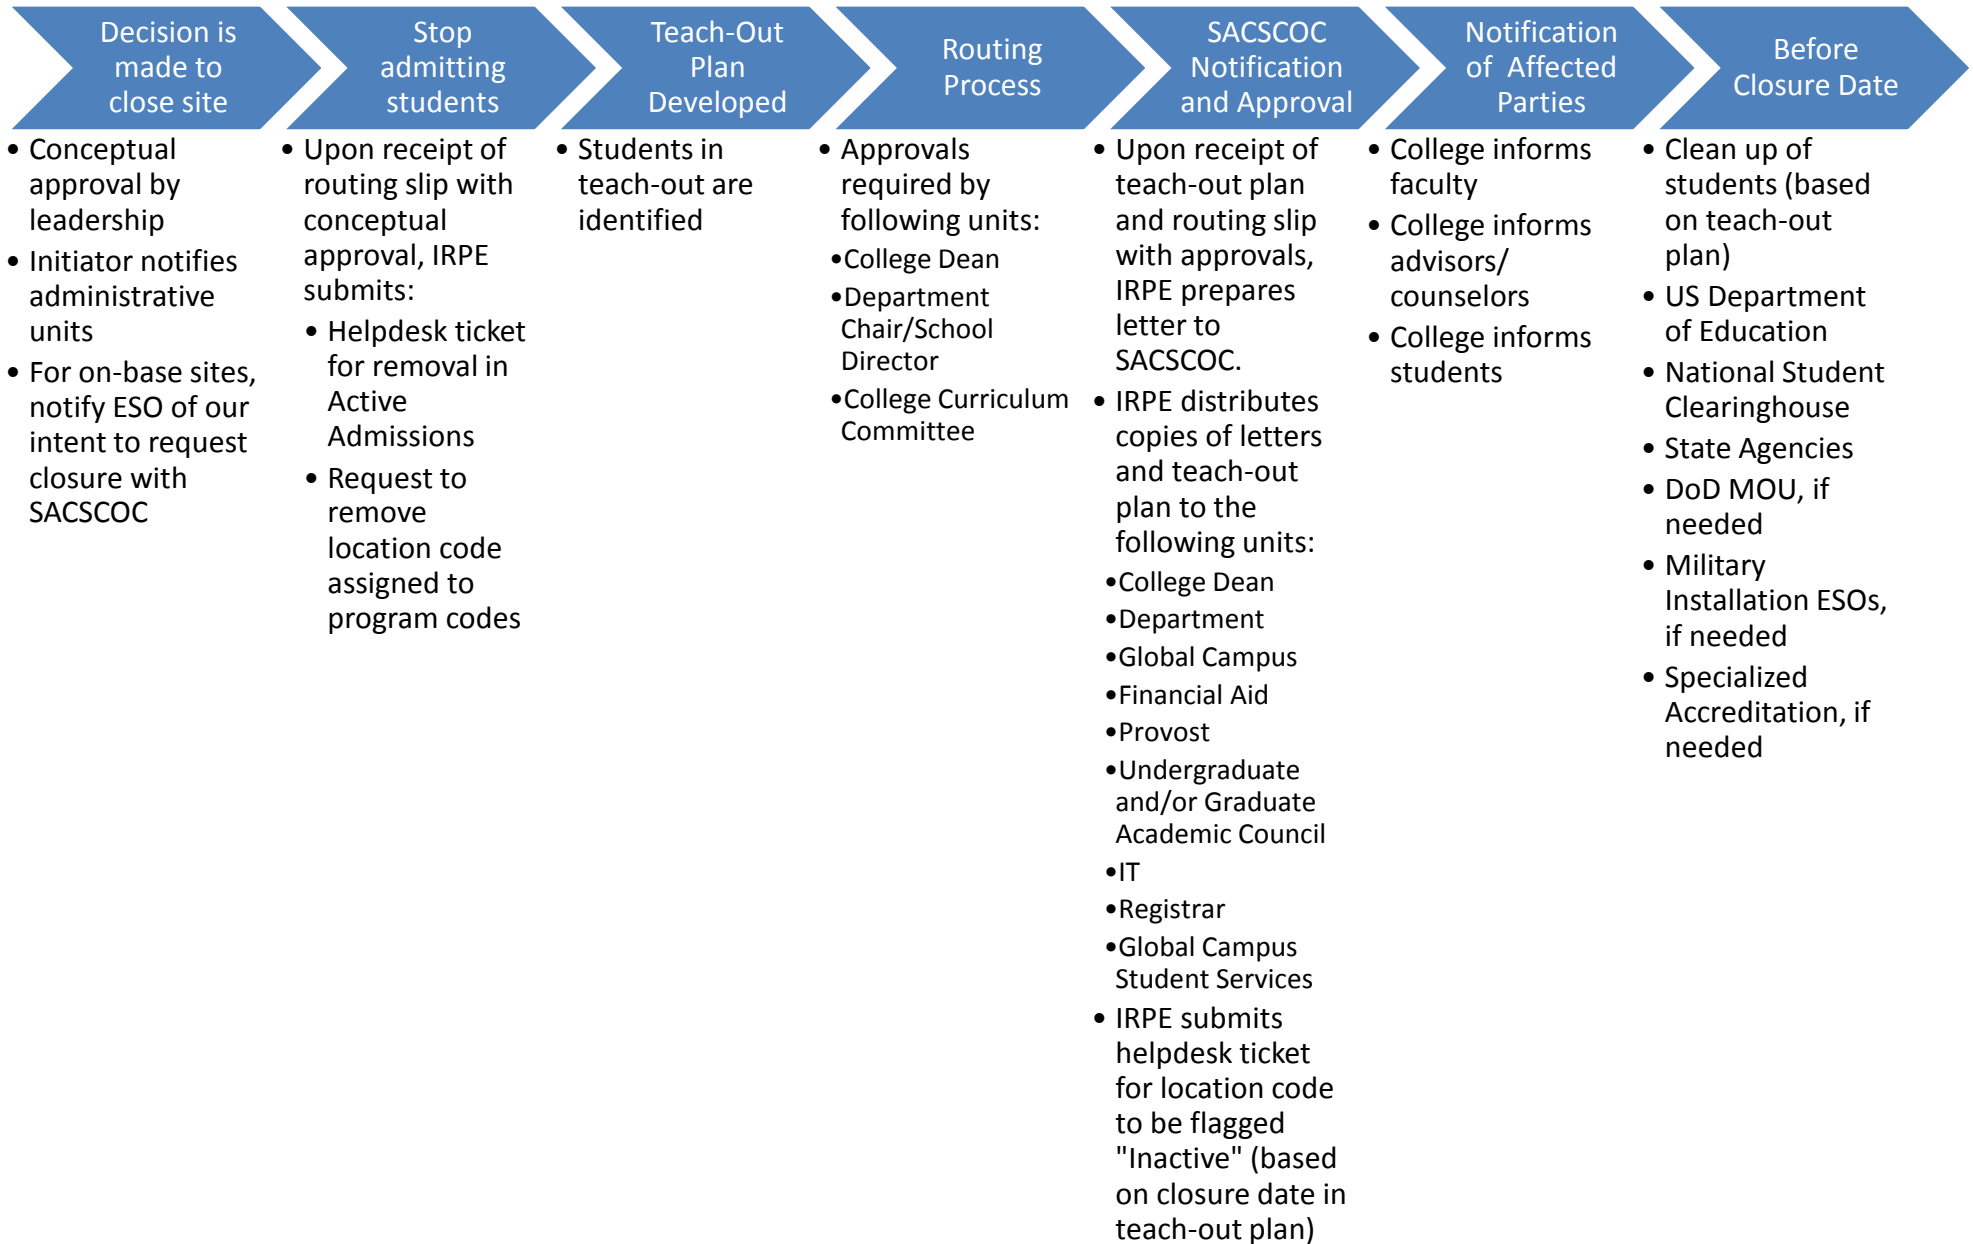 Decision is
made to
close site
Stop
admitting
students
Teach-Out
Plan
Developed
Routing
Process
SACSCOC
Notification
and Approval
Notification
of Affected
Parties
Before
Closure Date
• Conceptual
approval by
leadership
• Initiator notifies
administrative
units
• For on-base sites,
notify ESO of our
intent to request
closure with
SACSCOC
• Upon receipt of
routing slip with
conceptual
approval, IRPE
submits:
• Helpdesk ticket
for removal in
Active
Admissions
• Request to
remove
location code
assigned to
program codes
• Students in
teach-out are
identified
• Approvals
required by
following units:
•College Dean
•Department
Chair/School
Director
•College Curriculum
Committee
• Upon receipt of
teach-out plan
and routing slip
with approvals,
IRPE prepares
letter to
SACSCOC.
• IRPE distributes
copies of letters
and teach-out
plan to the
following units:
•College Dean
•Department
•Global Campus
•Financial Aid
•Provost
•Undergraduate
and/or Graduate
Academic Council
•IT
•Registrar
•Global Campus
Student Services
• IRPE submits
helpdesk ticket
for location code
to be flagged
"Inactive" (based
on closure date in
teach-out plan)
• College informs
faculty
• College informs
advisors/
counselors
• College informs
students
• Clean up of
students (based
on teach-out
plan)
• US Department
of Education
• National Student
Clearinghouse
• State Agencies
• DoD MOU, if
needed
• Military
Installation ESOs,
if needed
• Specialized
Accreditation, if
needed